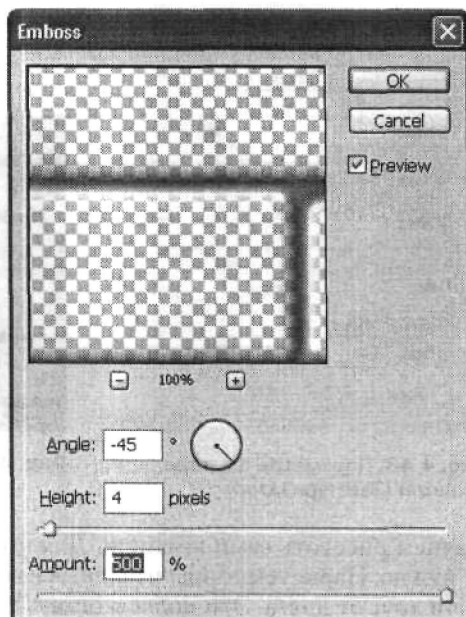 Emboss
OK
Cancel
Preview
100%
Angle: -45 °
Height: 4 pixels
Amount: 500 %